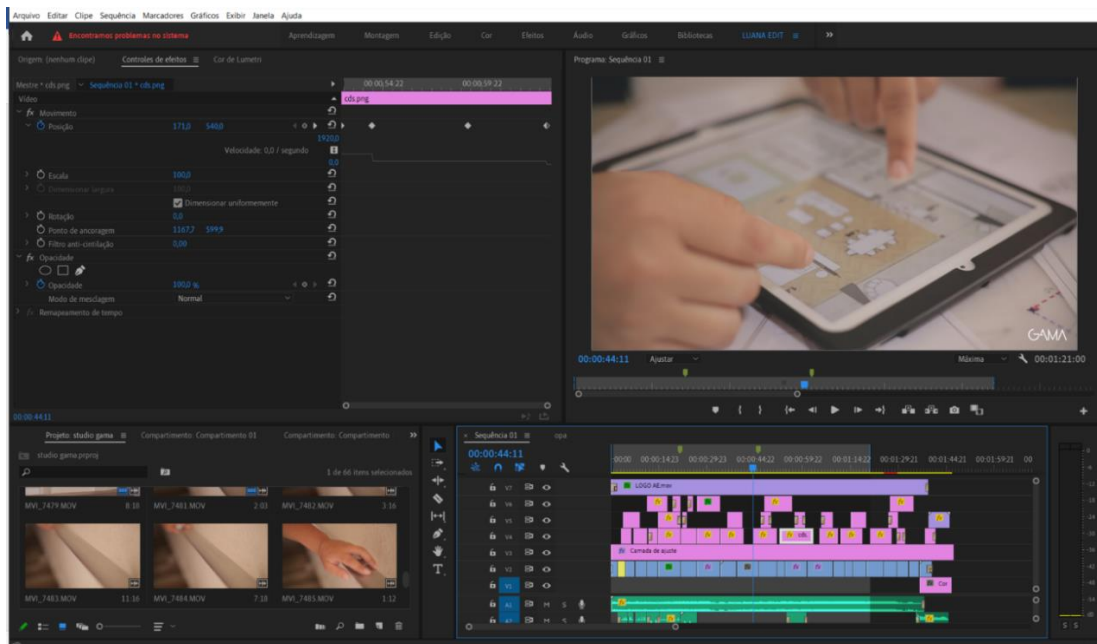 Arquivo Editar Clipe Sequência Marcadores Gráficos Exibir Janela Ajuda
Encontramos problemas no sistema
Aprendizagem Montagem Edição Cor Efeitos Áudio Gráficos Bibliotecas LUANA EDIT
Origem: (nenhum clipe) Controles de efeitos Cor de Lumetri
Programa: Sequência 01
Mestre * cds.png Sequência 01 * cds.png
00:00:54:22 00:00:59:22
Vídeo
cds.png
fx Movimento
Posição 171,0 540,0
1920,0
Velocidade: 0,0 / segundo
0,0
Escala 100,0
Dimensionar largura 100,0
Dimensionar uniformemente
Rotação 0,0
Ponto de ancoragem 1167,7 599,9
Filtro anti-cintilação 0,00
fx Opacidade
Opacidade 100,0 %
Modo de mesclagem Normal
Remapeamento de tempo
GAMA
00:00:44:11 Ajustar Máxima 00:01:21:00
00:00:44:11
Projeto: studio gama Compartimento: Compartimento 01 Compartimento: Compartimento
studio gama.prproj
1 de 66 itens selecionados
MVI_7479.MOV 8:18 MVI_7481.MOV 2:03 MVI_7482.MOV 3:16
MVI_7483.MOV 11:16 MVI_7484.MOV 7:18 MVI_7485.MOV 1:12
Sequência 01 opa
00:00:44:11
00:00 00:00:14:23 00:00:29:23 00:00:44:22 00:00:59:22 00:01:14:22 00:01:29:21 00:01:44:21 00:01:59:21 00
V7 LOGO AE.mov
V6
V5
V4 cds.
V3 Camada de ajuste
V2
V1 Cor
A1 M S
A2 M S
S S